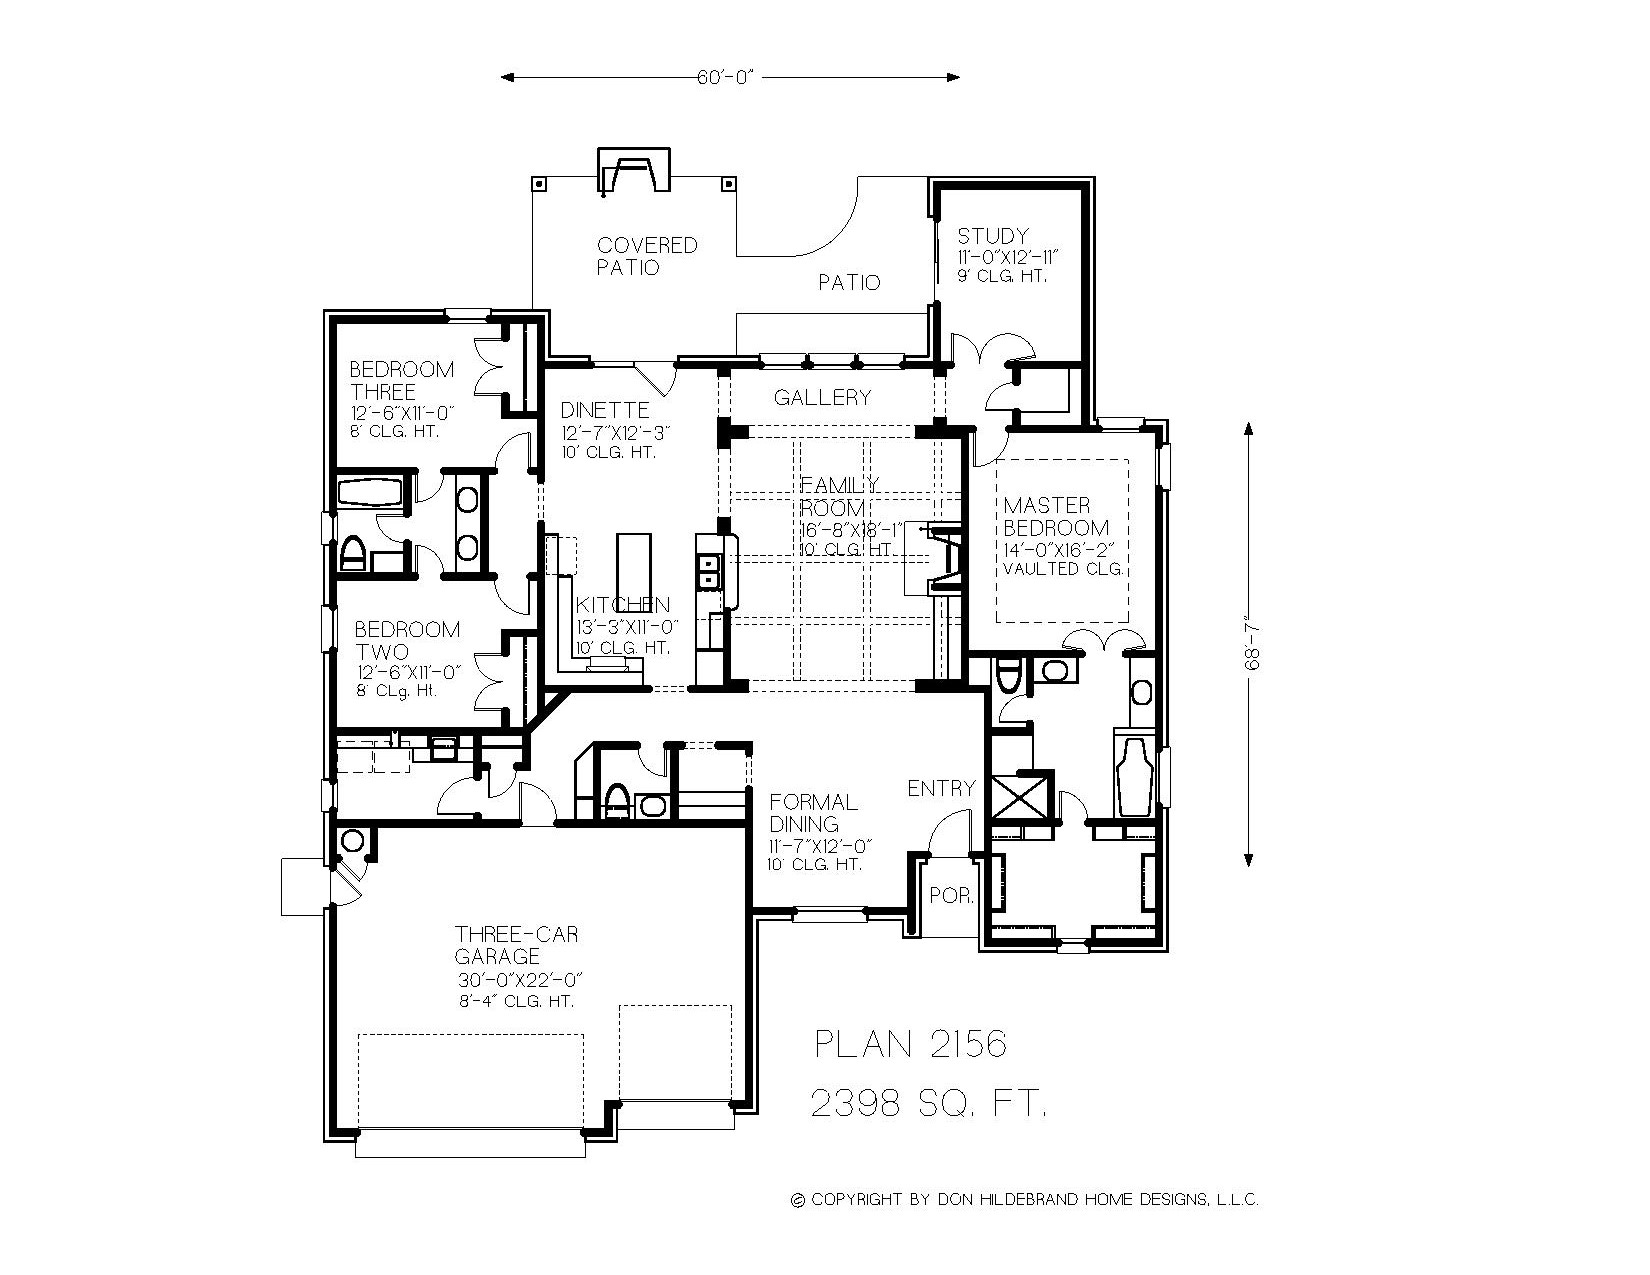 60'-0"
COVERED
PATIO
PATIO
STUDY
11'-0"X12'-11"
9' CLG. HT.
BEDROOM
THREE
12'-6"X11'-0"
8' CLG. HT.
DINETTE
12'-7"X12'-3"
10' CLG. HT.
GALLERY
FAMILY
ROOM
16'-8"X18'-1"
10' CLG. HT.
MASTER
BEDROOM
14'-0"X16'-2"
VAULTED CLG.
68'-7"
KITCHEN
13'-3"X11'-0"
10' CLG. HT.
BEDROOM
TWO
12'-6"X11'-0"
8' CLg. Ht.
ENTRY
FORMAL
DINING
11'-7"X12'-0"
10' CLG. HT.
POR.
THREE-CAR
GARAGE
30'-0"X22'-0"
8'-4" CLG. HT.
PLAN 2156
2398 SQ. FT.
© COPYRIGHT BY DON HILDEBRAND HOME DESIGNS, L.L.C.